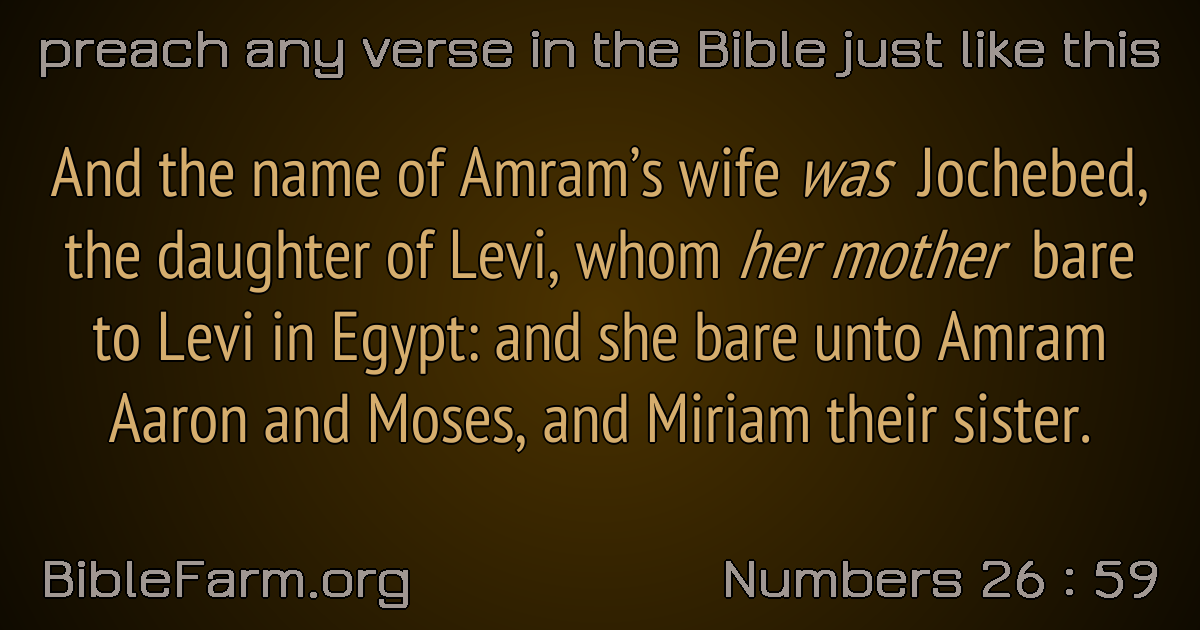 preach any verse in the Bible just like this
And the name of Amram’s wife was Jochebed,
the daughter of Levi, whom her mother bare
to Levi in Egypt: and she bare unto Amram
Aaron and Moses, and Miriam their sister.
BibleFarm.org
Numbers 26 : 59